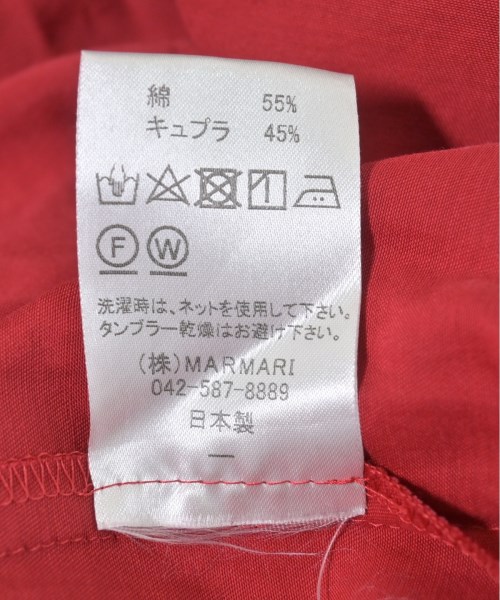 綿 55%
キュプラ 45%
F W
洗濯時は、ネットを使用して下さい。
タンブラー乾燥はお避け下さい。
(株)MARMARI
042-587-8889
日本製